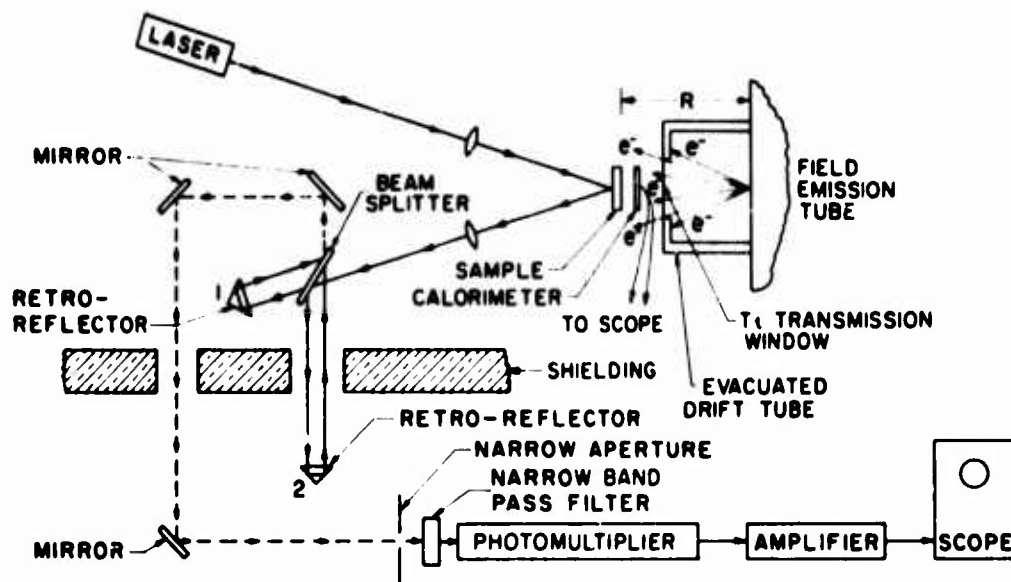 LASER
R
MIRROR
BEAM
SPLITTER
e⁻
e⁻
e⁻
e⁻
e⁻
FIELD
EMISSION
TUBE
SAMPLE
CALORIMETER
1
RETRO-
REFLECTOR
TO SCOPE
Ti TRANSMISSION
WINDOW
SHIELDING
EVACUATED
DRIFT TUBE
RETRO-REFLECTOR
2
NARROW APERTURE
NARROW BAND
PASS FILTER
MIRROR
PHOTOMULTIPLIER
AMPLIFIER
SCOPE